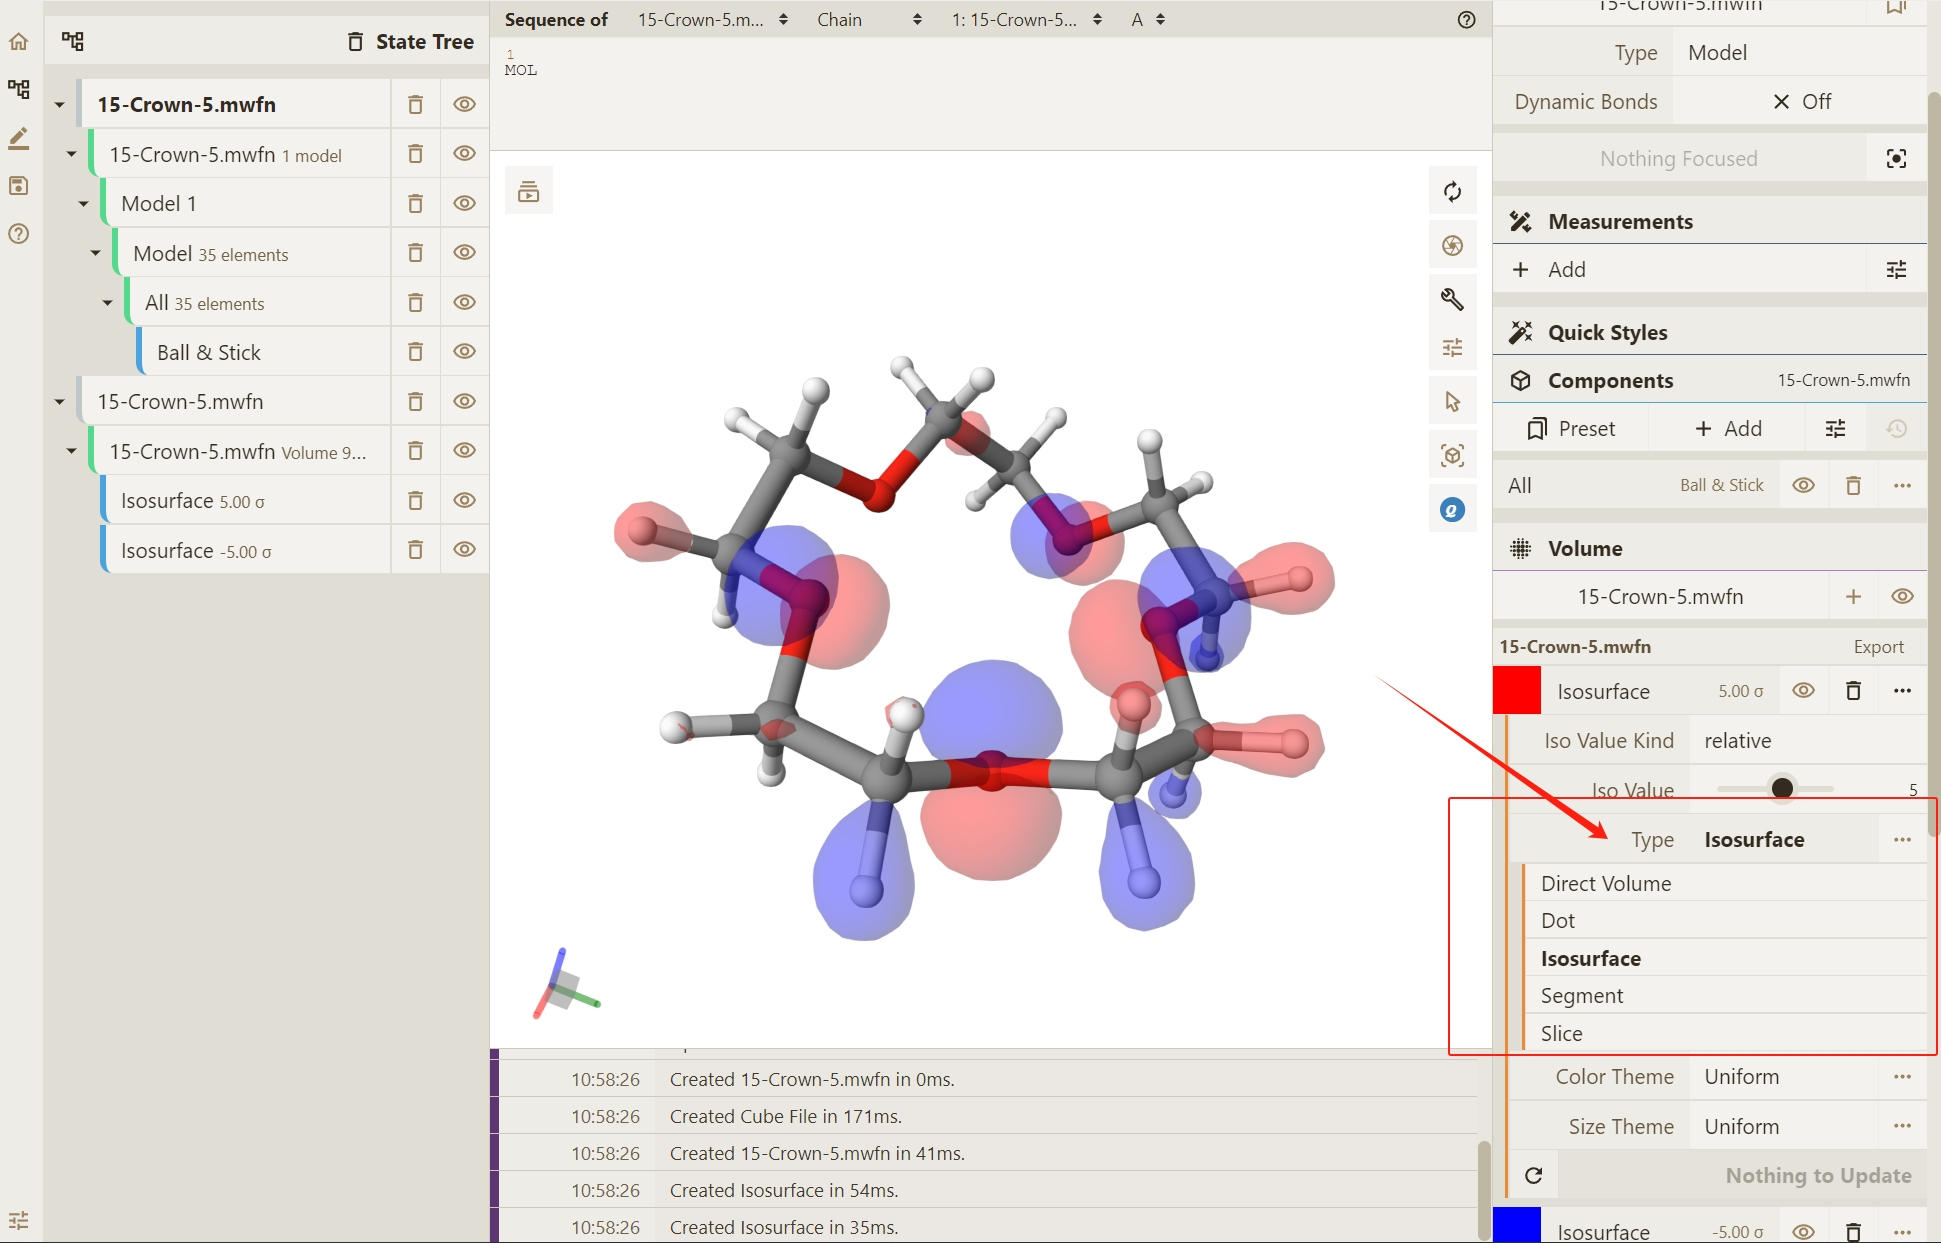 State Tree
15-Crown-5.mwfn
15-Crown-5.mwfn 1 model
Model 1
Model 35 elements
All 35 elements
Ball & Stick
15-Crown-5.mwfn
15-Crown-5.mwfn Volume 9...
Isosurface 5.00 σ
Isosurface -5.00 σ
Sequence of 15-Crown-5.m... Chain 1: 15-Crown-5... A
1
MOL
10:58:26 Created 15-Crown-5.mwfn in 0ms.
10:58:26 Created Cube File in 171ms.
10:58:26 Created 15-Crown-5.mwfn in 41ms.
10:58:26 Created Isosurface in 54ms.
10:58:26 Created Isosurface in 35ms.
15-Crown-5.mwfn
Type Model
Dynamic Bonds Off
Nothing Focused
Measurements
+ Add
Quick Styles
Components 15-Crown-5.mwfn
Preset + Add
All Ball & Stick
Volume
15-Crown-5.mwfn
15-Crown-5.mwfn Export
Isosurface 5.00 σ
Iso Value Kind relative
Iso Value 5
Type Isosurface
Direct Volume
Dot
Isosurface
Segment
Slice
Color Theme Uniform
Size Theme Uniform
Nothing to Update
Isosurface -5.00 σ